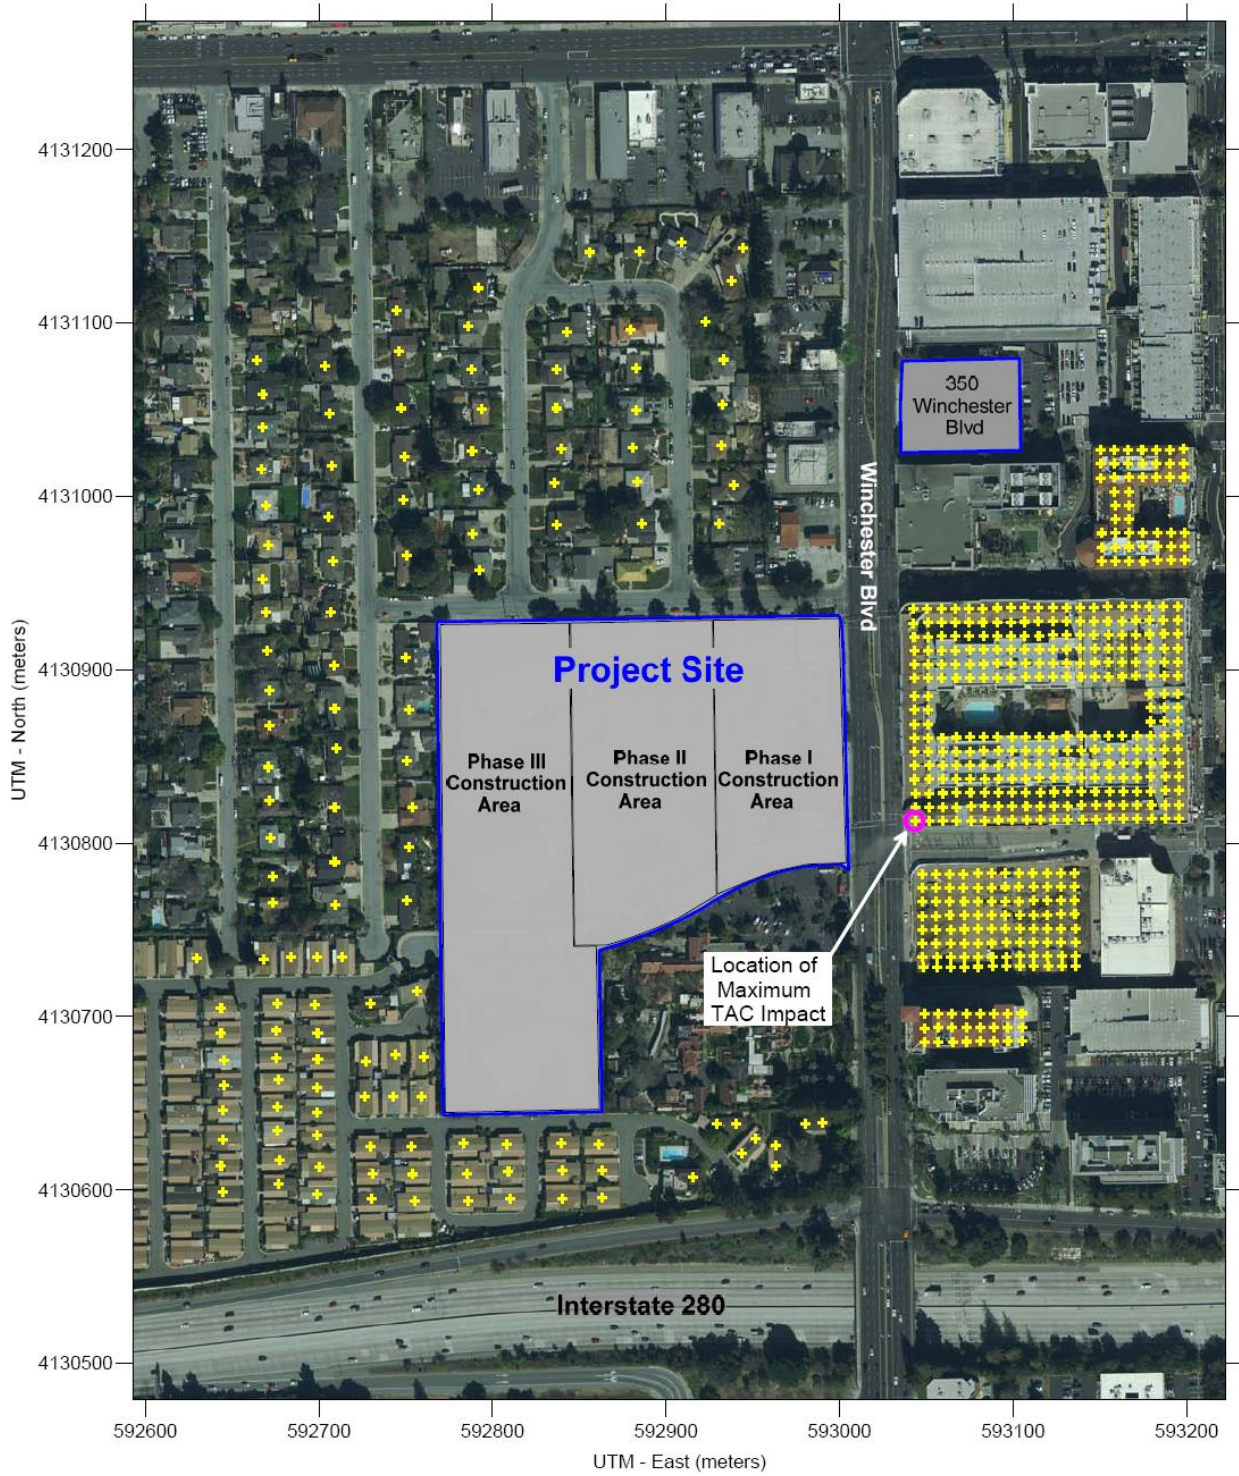 4131200
4131100
350
Winchester
Blvd
4131000
Winchester Blvd
UTM - North (meters)
4130900
Project Site
Phase III
Construction
Area
Phase II
Construction
Area
Phase I
Construction
Area
4130800
Location of
Maximum
TAC Impact
4130700
4130600
Interstate 280
4130500
592600
592700
592800
592900
593000
593100
593200
UTM - East (meters)